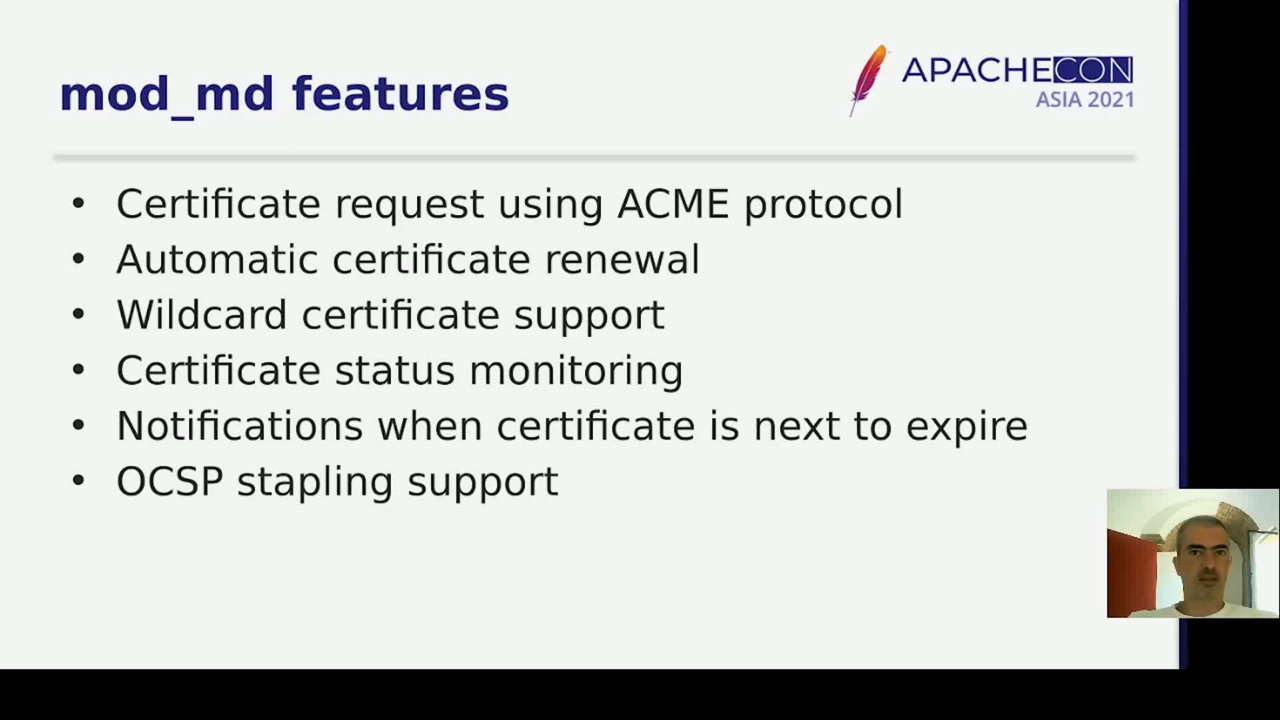 mod_md features
APACHECON
ASIA 2021
• Certificate request using ACME protocol
• Automatic certificate renewal
• Wildcard certificate support
• Certificate status monitoring
• Notifications when certificate is next to expire
• OCSP stapling support